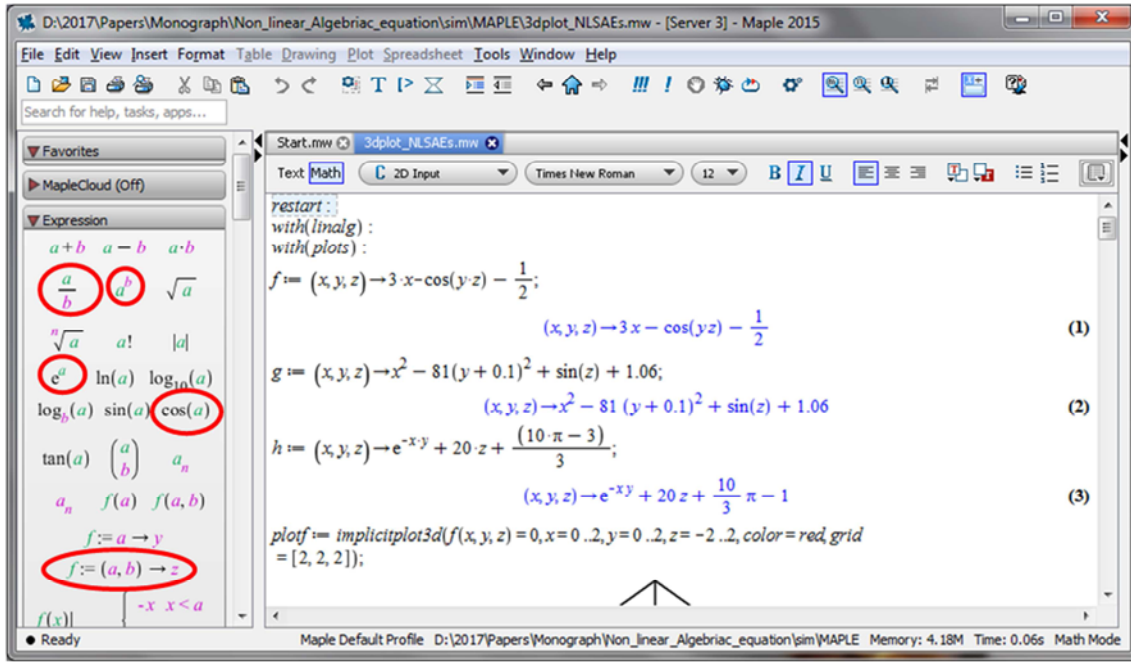 D:\2017\Papers\Monograph\Non_linear_Algebriac_equation\sim\MAPLE\3dplot_NLSAEs.mw - [Server 3] - Maple 2015
File Edit View Insert Format Table Drawing Plot Spreadsheet Tools Window Help
Search for help, tasks, apps...
Favorites
MapleCloud (Off)
Expression
a + b a − b a·b
a/b a^b √a
ⁿ√a a! |a|
e^a ln(a) log₁₀(a)
log_b(a) sin(a) cos(a)
tan(a) (a b) a_n
a_n f(a) f(a, b)
f := a → y
f := (a, b) → z
f(x)| { -x x < a
Start.mw 3dplot_NLSAEs.mw
Text Math C 2D Input Times New Roman 12 B I U
restart :
with(linalg) :
with(plots) :
f := (x, y, z)→3·x−cos(y·z) − 1/2;
(x, y, z)→3 x − cos(y z) − 1/2 (1)
g := (x, y, z)→x² − 81(y + 0.1)² + sin(z) + 1.06;
(x, y, z)→x² − 81 (y + 0.1)² + sin(z) + 1.06 (2)
h := (x, y, z)→e^(-x·y) + 20·z + (10·π − 3)/3;
(x, y, z)→e^(-x y) + 20 z + 10/3 π − 1 (3)
plotf := implicitplot3d(f(x, y, z) = 0, x = 0 ..2, y = 0 ..2, z = −2 ..2, color = red, grid
= [2, 2, 2]);
Ready Maple Default Profile D:\2017\Papers\Monograph\Non_linear_Algebriac_equation\sim\MAPLE Memory: 4.18M Time: 0.06s Math Mode